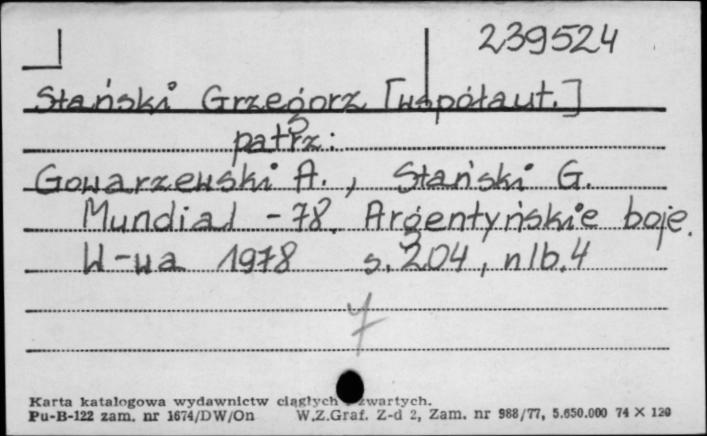 239524
Stański Grzegorz [współaut.]
patrz:
Gowarzewski A., Stański G.
Mundial -78. Argentyńskie boje.
W-wa 1978 s. 204, nlb. 4
Karta katalogowa wydawnictw ciągłych i zwartych.
Pu-B-122 zam. nr 1674/DW/On W.Z.Graf. Z-d 2, Zam. nr 988/77, 5.650.000 74 X 120